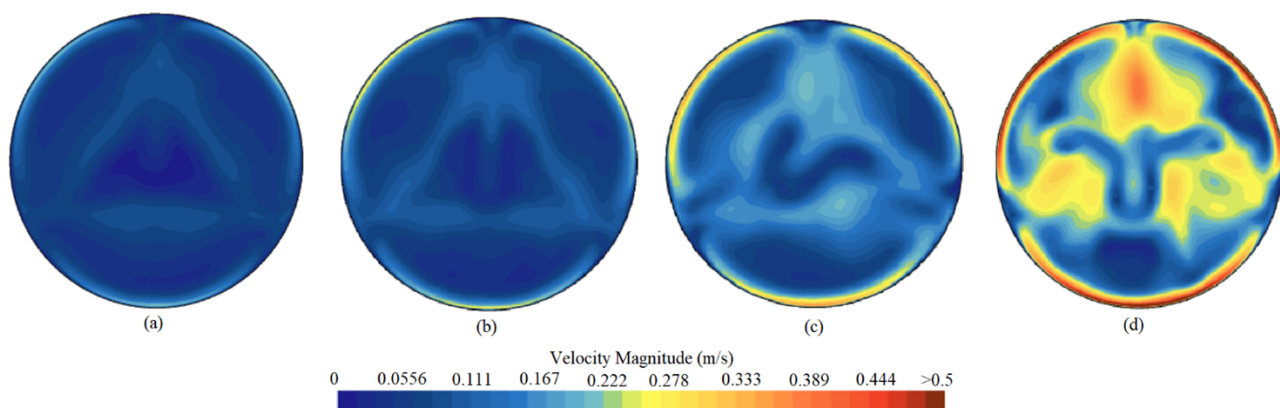 (a)
(b)
(c)
(d)
Velocity Magnitude (m/s)
0 0.0556 0.111 0.167 0.222 0.278 0.333 0.389 0.444 >0.5